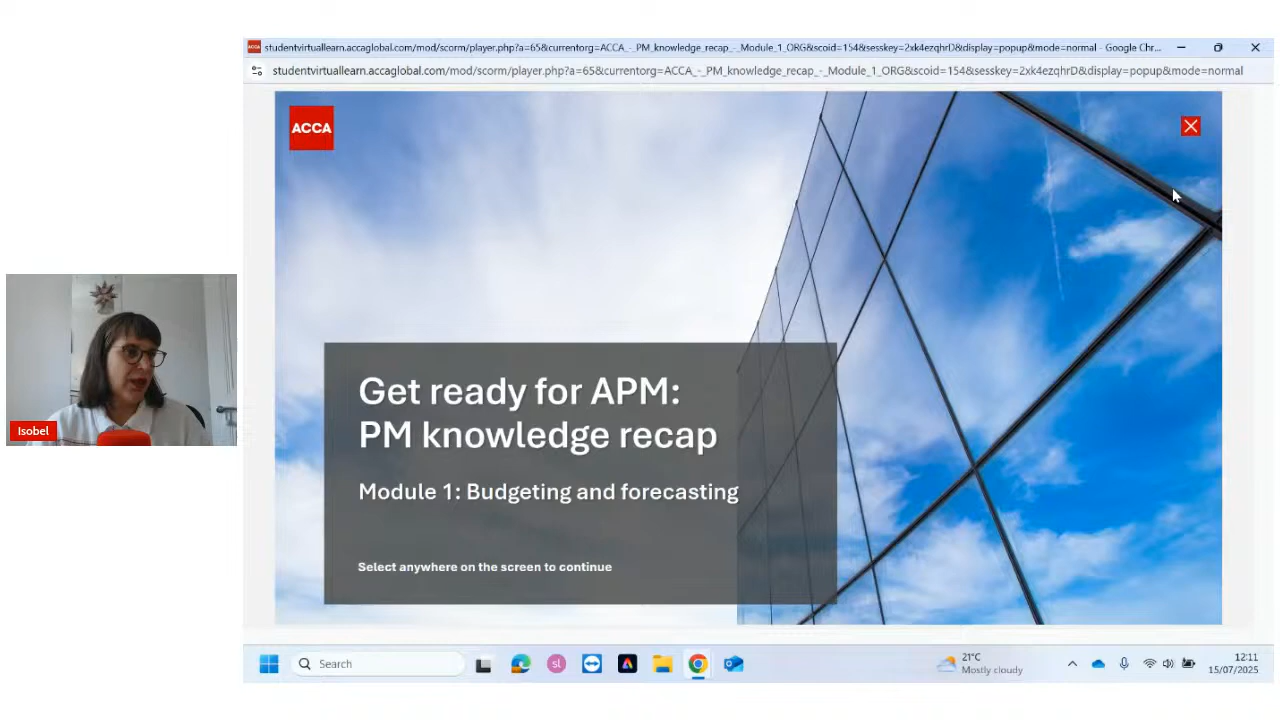 studentvirtuallearn.accaglobal.com/mod/scorm/player.php?a=65&currentorg=ACCA_-_PM_knowledge_recap_-_Module_1_ORG&scoid=154&sesskey=2xk4ezqhrD&display=popup&mode=normal - Google Chr...
studentvirtuallearn.accaglobal.com/mod/scorm/player.php?a=65&currentorg=ACCA_-_PM_knowledge_recap_-_Module_1_ORG&scoid=154&sesskey=2xk4ezqhrD&display=popup&mode=normal
ACCA
Get ready for APM:
PM knowledge recap
Module 1: Budgeting and forecasting
Select anywhere on the screen to continue
Isobel
Search
sl
21°C
Mostly cloudy
12:11
15/07/2025